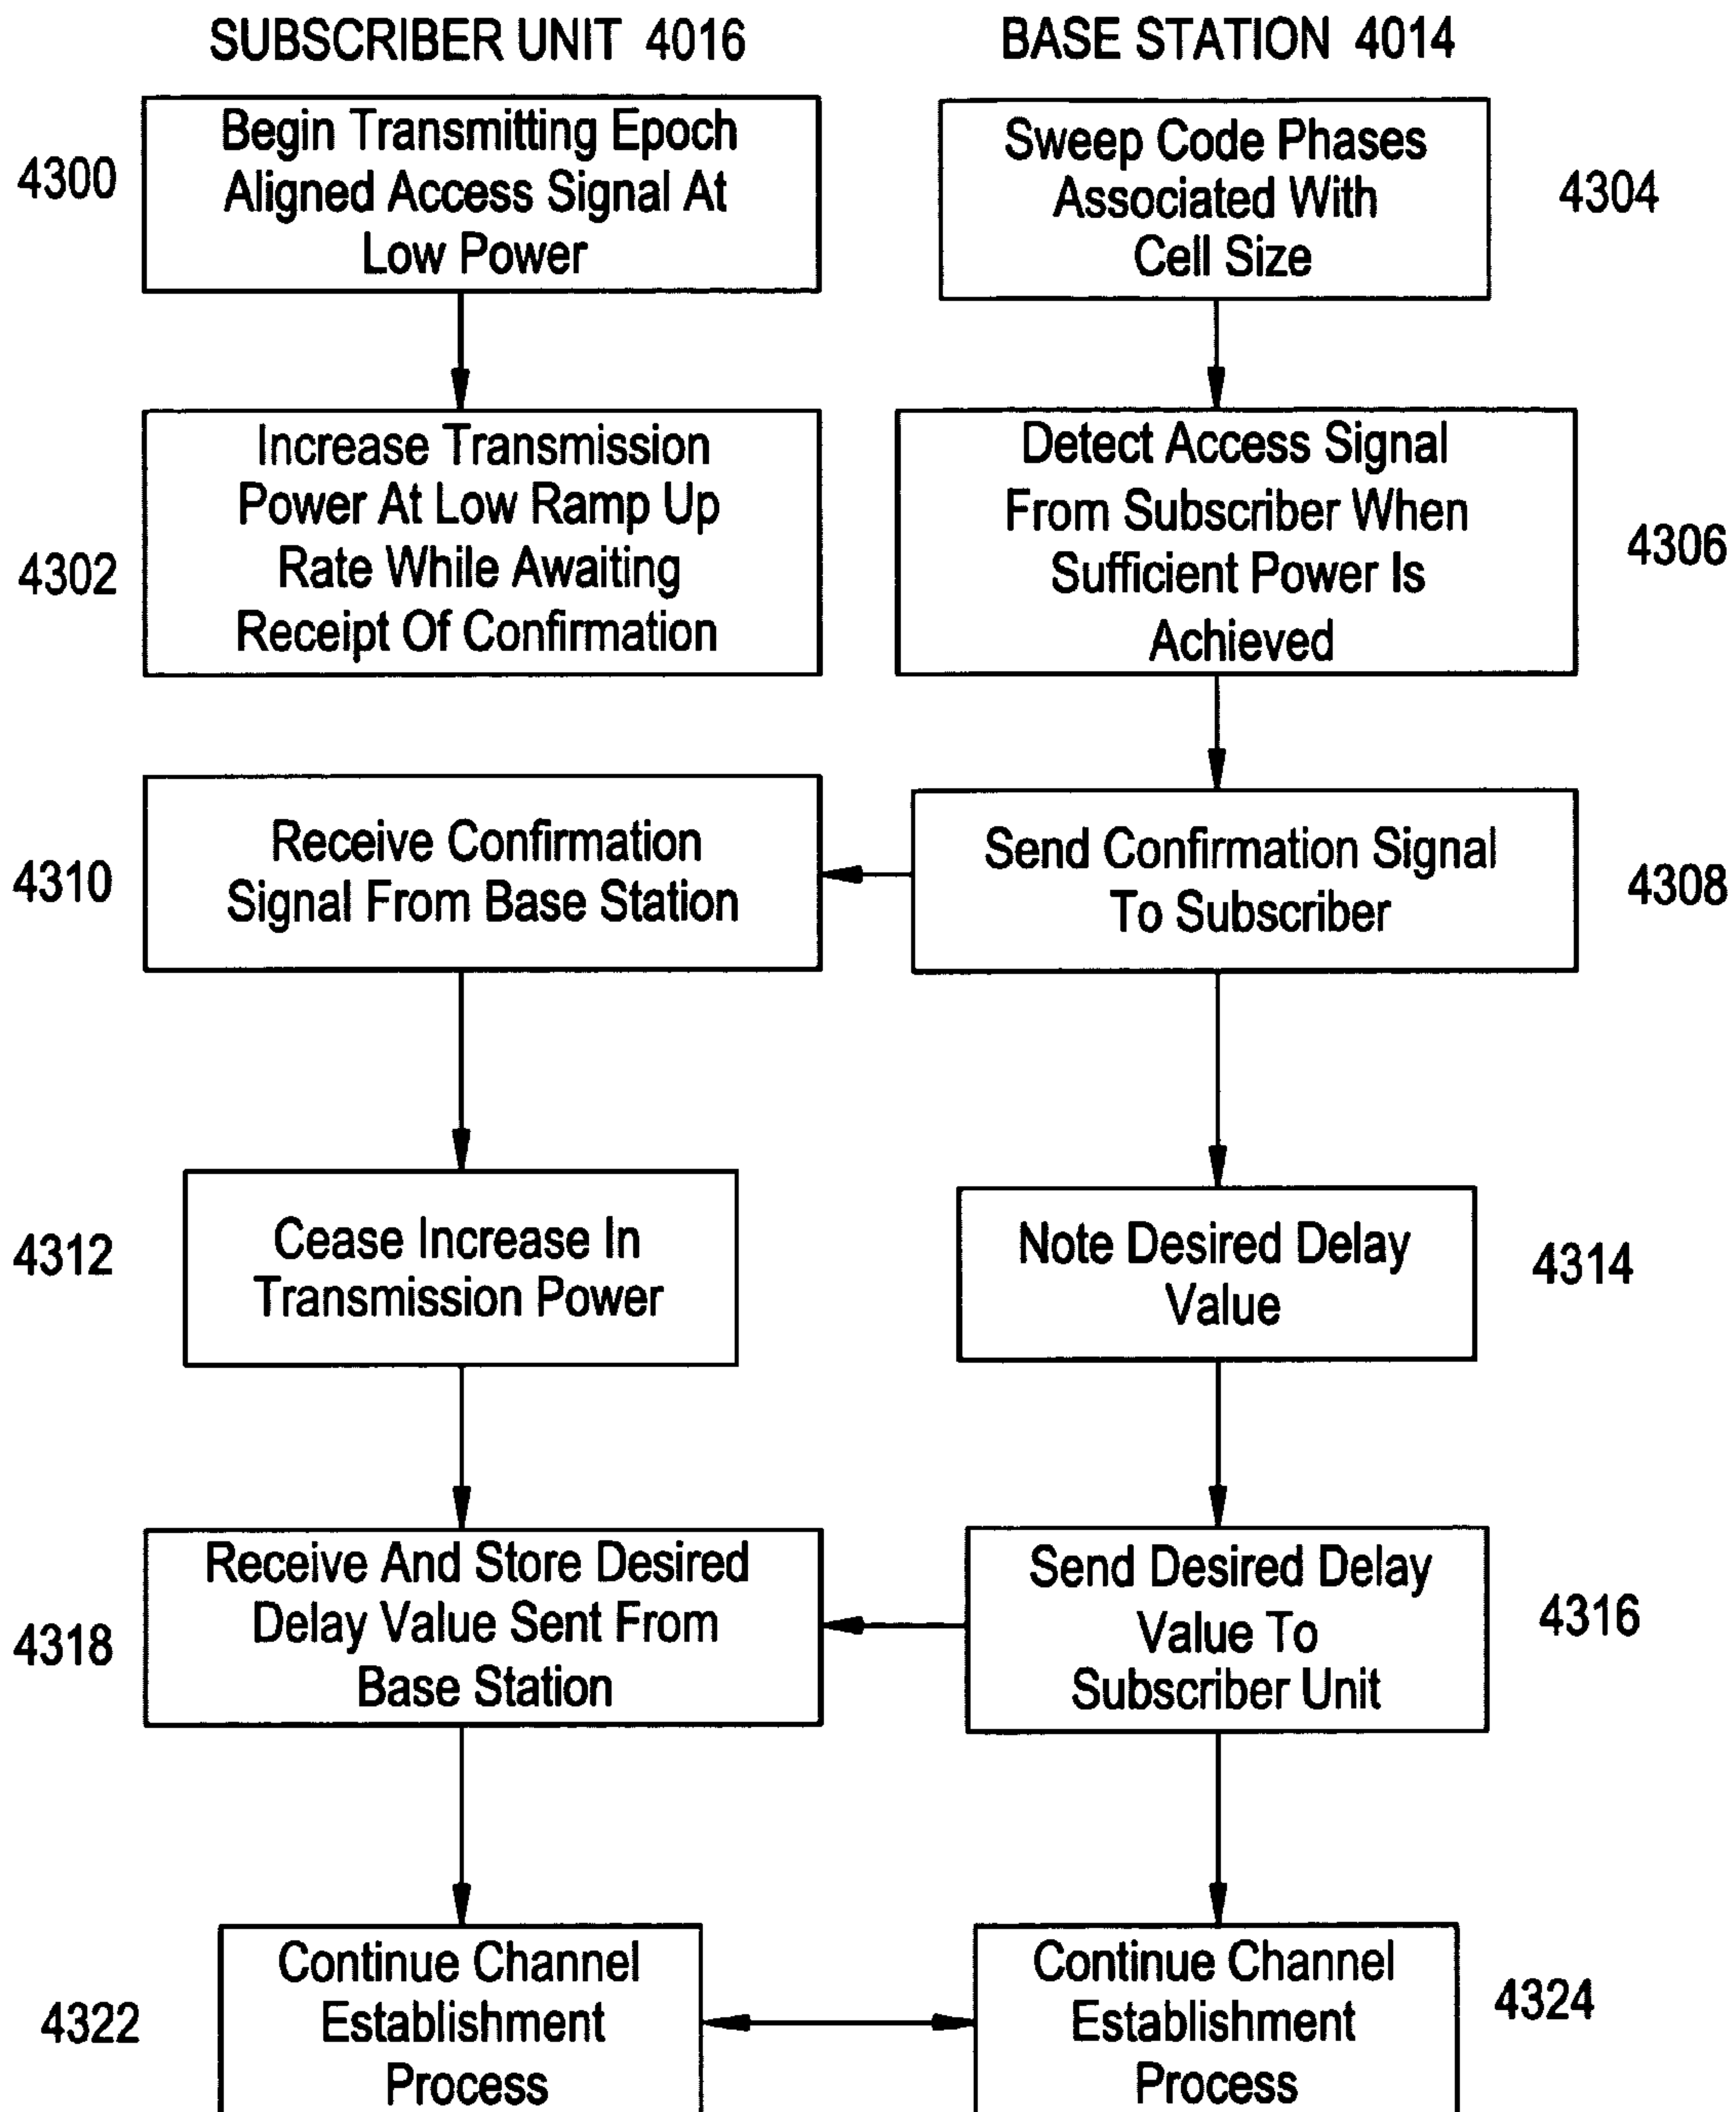 SUBSCRIBER UNIT 4016
BASE STATION 4014
4300
Begin Transmitting Epoch
Aligned Access Signal At
Low Power
Sweep Code Phases
Associated With
Cell Size
4304
4302
Increase Transmission
Power At Low Ramp Up
Rate While Awaiting
Receipt Of Confirmation
Detect Access Signal
From Subscriber When
Sufficient Power Is
Achieved
4306
4310
Receive Confirmation
Signal From Base Station
Send Confirmation Signal
To Subscriber
4308
4312
Cease Increase In
Transmission Power
Note Desired Delay
Value
4314
4318
Receive And Store Desired
Delay Value Sent From
Base Station
Send Desired Delay
Value To
Subscriber Unit
4316
4322
Continue Channel
Establishment
Process
Continue Channel
Establishment
Process
4324